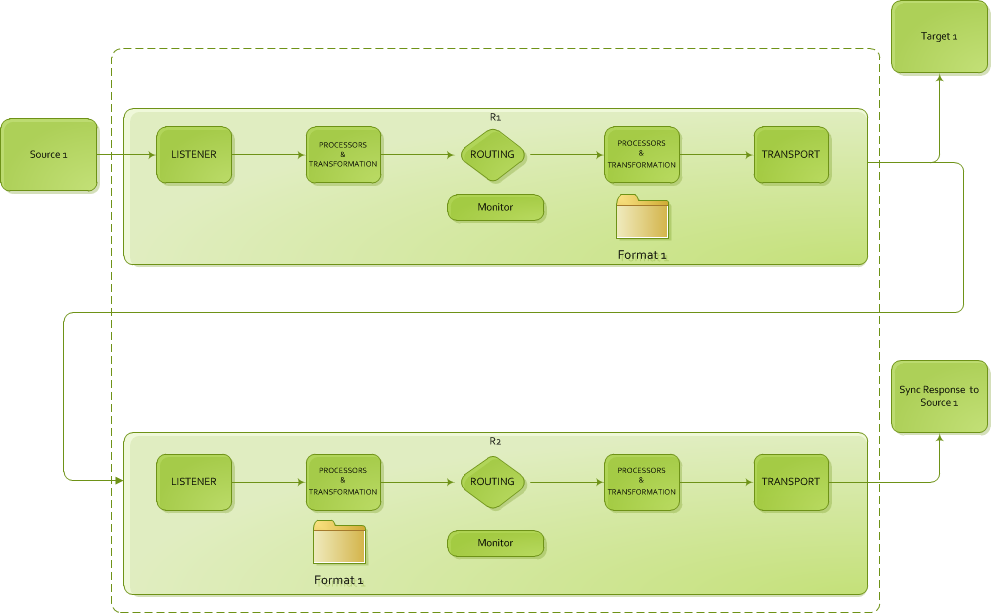 Target 1
R1
Source 1
LISTENER
PROCESSORS
&
TRANSFORMATION
ROUTING
PROCESSORS
&
TRANSFORMATION
TRANSPORT
Monitor
Format 1
Sync Response to
Source 1
R2
LISTENER
PROCESSORS
&
TRANSFORMATION
ROUTING
PROCESSORS
&
TRANSFORMATION
TRANSPORT
Monitor
Format 1